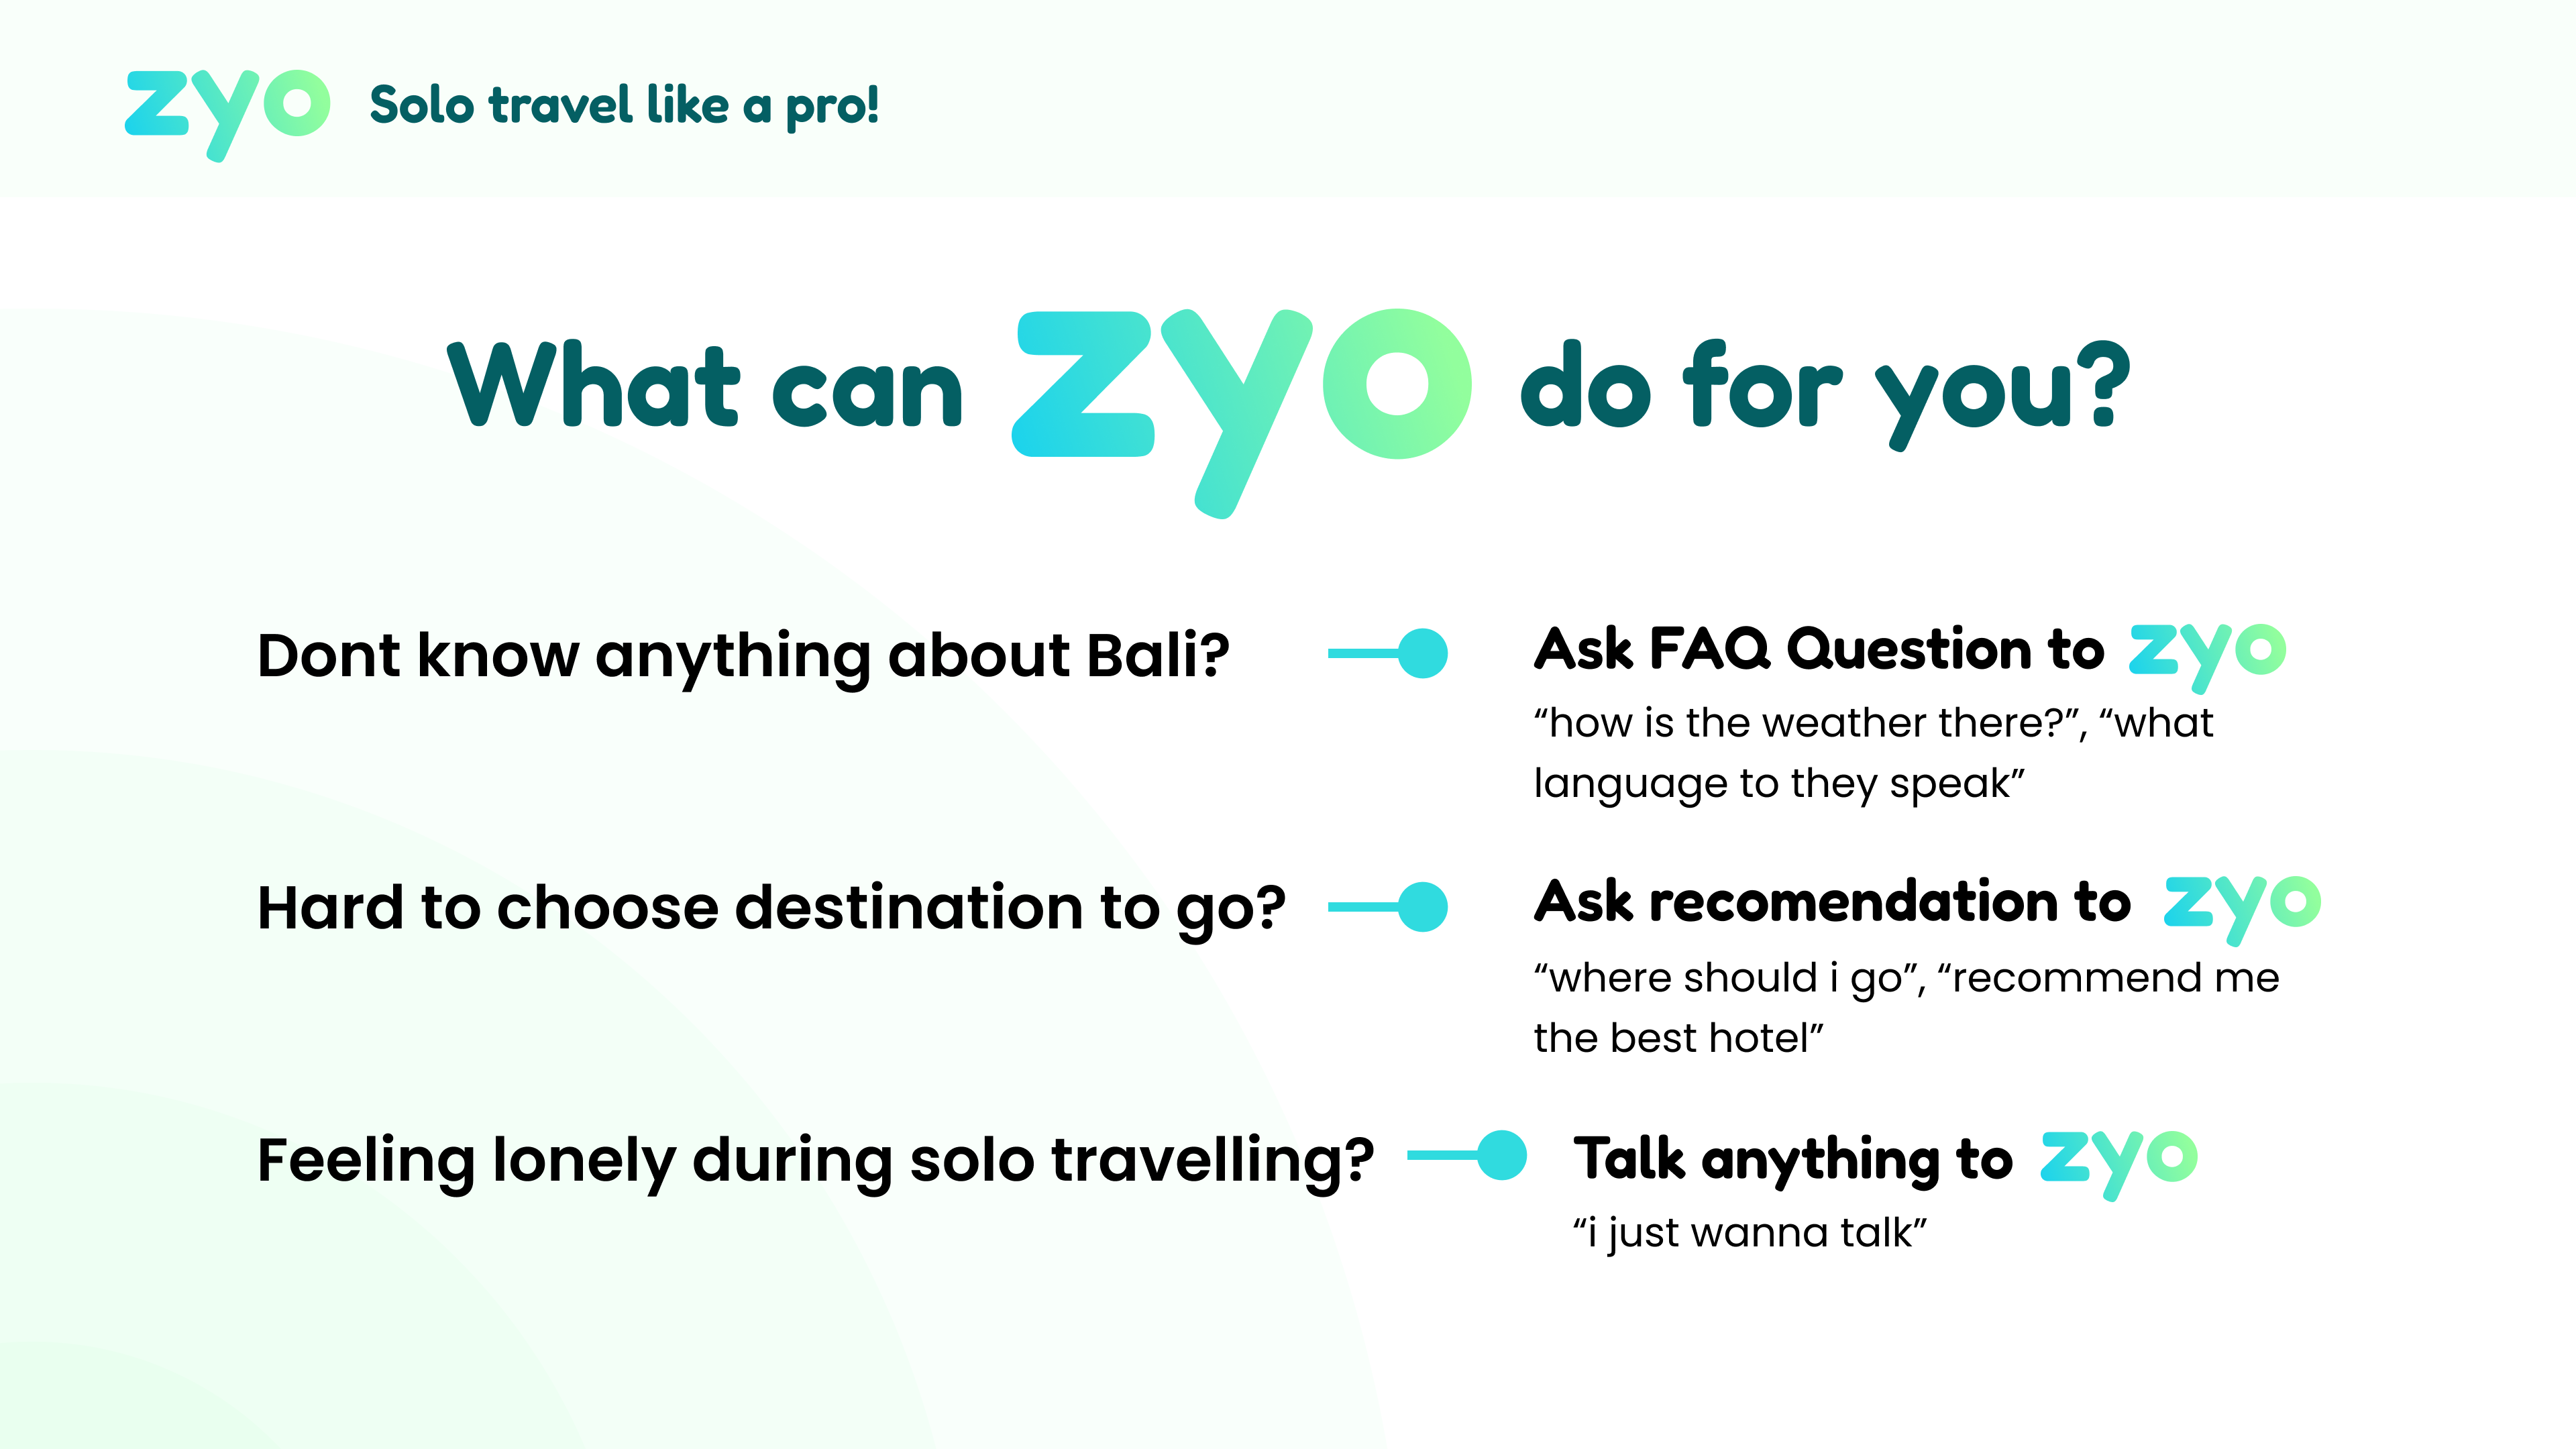 zyo Solo travel like a pro!
What can zyo do for you?
Dont know anything about Bali?
Ask FAQ Question to zyo
“how is the weather there?”, “what
language to they speak”
Hard to choose destination to go?
Ask recomendation to zyo
“where should i go”, “recommend me
the best hotel”
Feeling lonely during solo travelling?
Talk anything to zyo
“i just wanna talk”